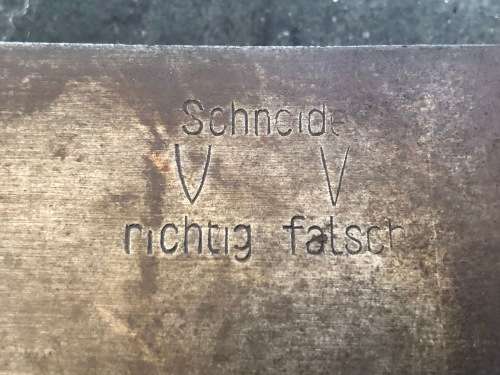 Schneide
V V
richtig falsch